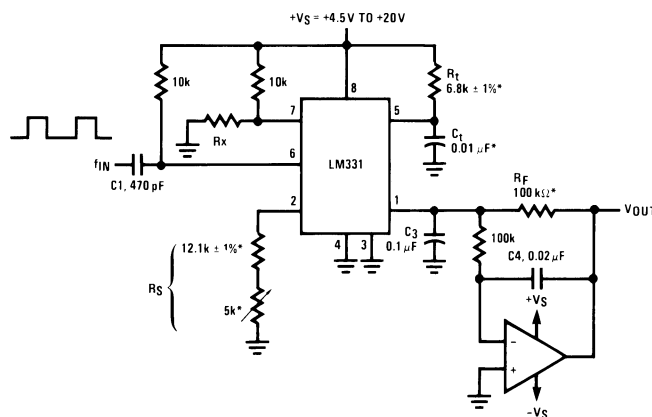 +VS = +4.5V TO +20V
10k
10k
Rt
6.8k ± 1%*
8
7
5
Rx
Ct
0.01 µF*
LM331
fIN
6
C1, 470 pF
RF
100kΩ*
2
1
VOUT
12.1k ± 1%*
4
3
C3
0.1 µF
100k
C4, 0.02 µF
RS
5k*
+VS
−
+
−VS